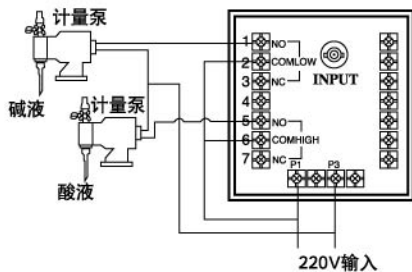 计量泵
碱液
计量泵
酸液
1 NO
2 COMLOW
3 NC
4
5 NO
6 COMHIGH
7 NC
INPUT
P1 P3
220V输入